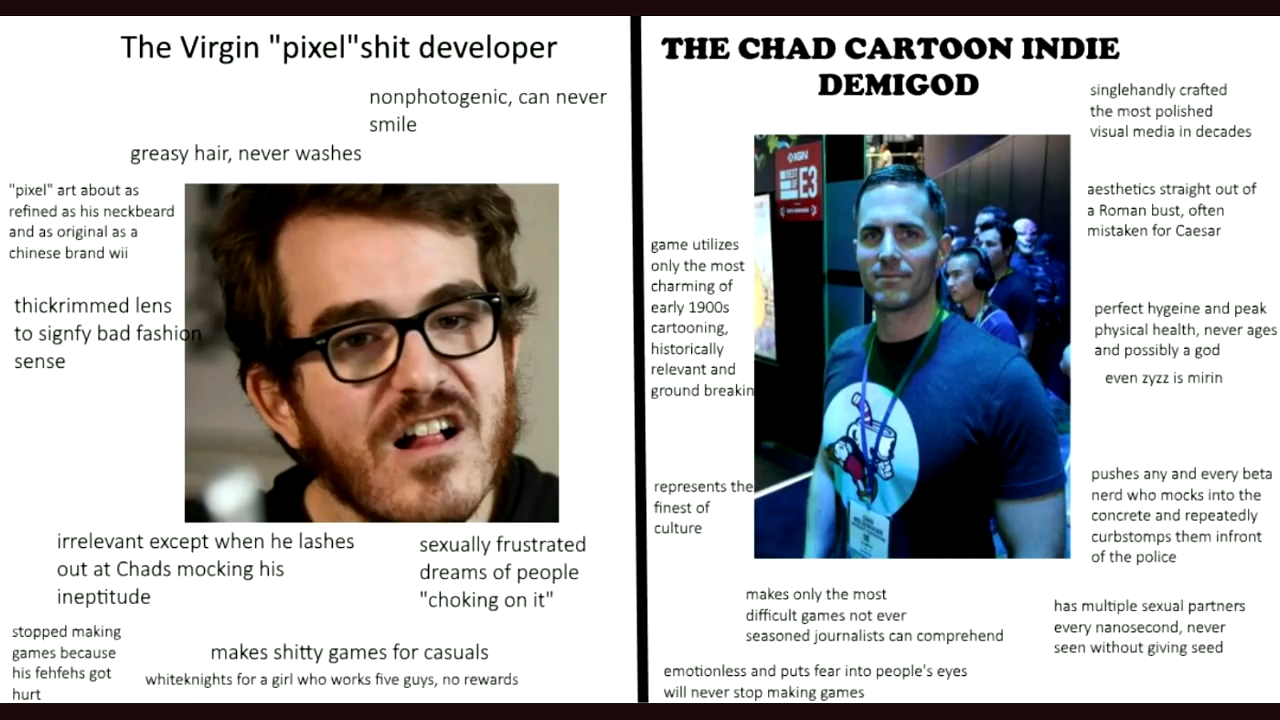 The Virgin "pixel"shit developer
nonphotogenic, can never
smile
greasy hair, never washes
"pixel" art about as
refined as his neckbeard
and as original as a
chinese brand wii
thickrimmed lens
to signfy bad fashion
sense
irrelevant except when he lashes
out at Chads mocking his
ineptitude
sexually frustrated
dreams of people
"choking on it"
stopped making
games because
his fehfehs got
hurt
makes shitty games for casuals
whiteknights for a girl who works five guys, no rewards
THE CHAD CARTOON INDIE
DEMIGOD
singlehandly crafted
the most polished
visual media in decades
aesthetics straight out of
a Roman bust, often
mistaken for Caesar
game utilizes
only the most
charming of
early 1900s
cartooning,
historically
relevant and
ground breakin
perfect hygeine and peak
physical health, never ages
and possibly a god
even zyzz is mirin
represents the
finest of
culture
pushes any and every beta
nerd who mocks into the
concrete and repeatedly
curbstomps them infront
of the police
makes only the most
difficult games not ever
seasoned journalists can comprehend
has multiple sexual partners
every nanosecond, never
seen without giving seed
emotionless and puts fear into people's eyes
will never stop making games
IGN
BEST
OF
E3